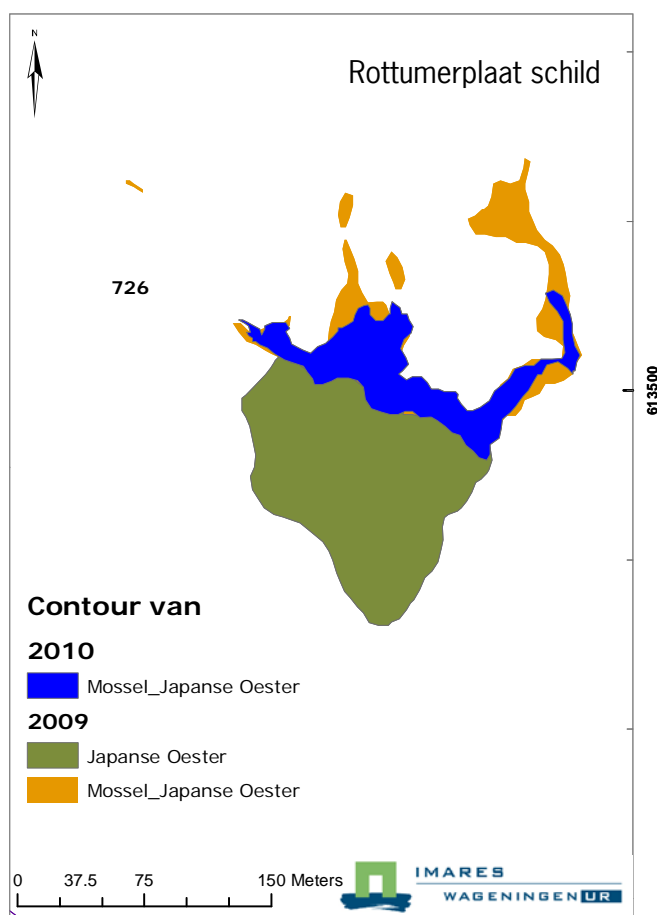 N
Rottumerplaat schild
726
613500
Contour van
2010
Mossel_Japanse Oester
2009
Japanse Oester
Mossel_Japanse Oester
0 37.5 75 150 Meters
IMARES
WAGENINGEN UR